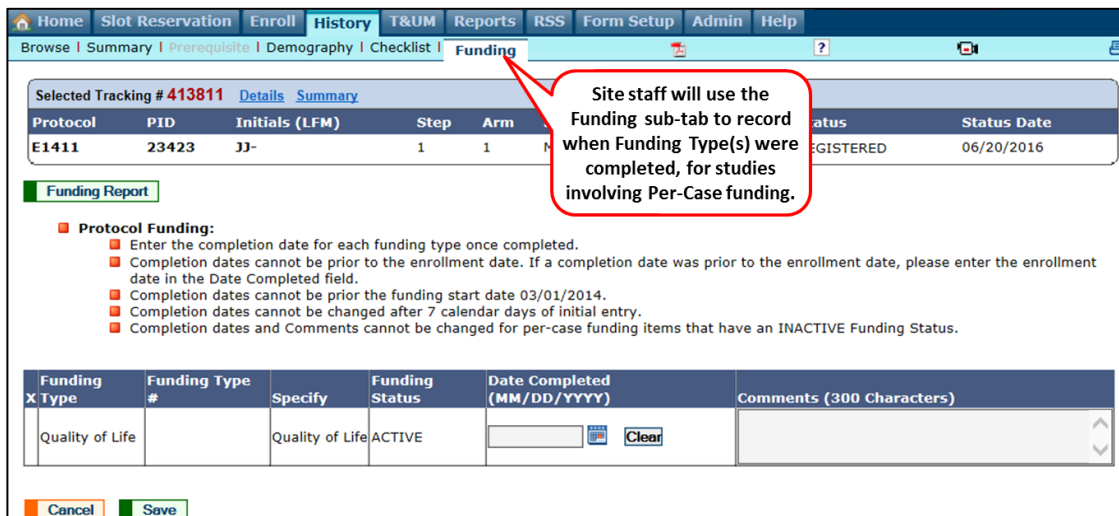 Home Slot Reservation Enroll History T&UM Reports RSS Form Setup Admin Help
Browse | Summary | Prerequisite | Demography | Checklist | Funding ?
Selected Tracking # 413811 Details Summary
Protocol PID Initials (LFM) Step Arm Status Date
E1411 23423 JJ- 1 1 06/20/2016
Site staff will use the
Funding sub-tab to record
when Funding Type(s) were
completed, for studies
involving Per-Case funding.
Funding Report
Protocol Funding:
Enter the completion date for each funding type once completed.
Completion dates cannot be prior to the enrollment date. If a completion date was prior to the enrollment date, please enter the enrollment
date in the Date Completed field.
Completion dates cannot be prior the funding start date 03/01/2014.
Completion dates cannot be changed after 7 calendar days of initial entry.
Completion dates and Comments cannot be changed for per-case funding items that have an INACTIVE Funding Status.
Funding Funding Type Funding Date Completed
X Type # Specify Status (MM/DD/YYYY) Comments (300 Characters)
Quality of Life Quality of Life ACTIVE Clear
Cancel Save